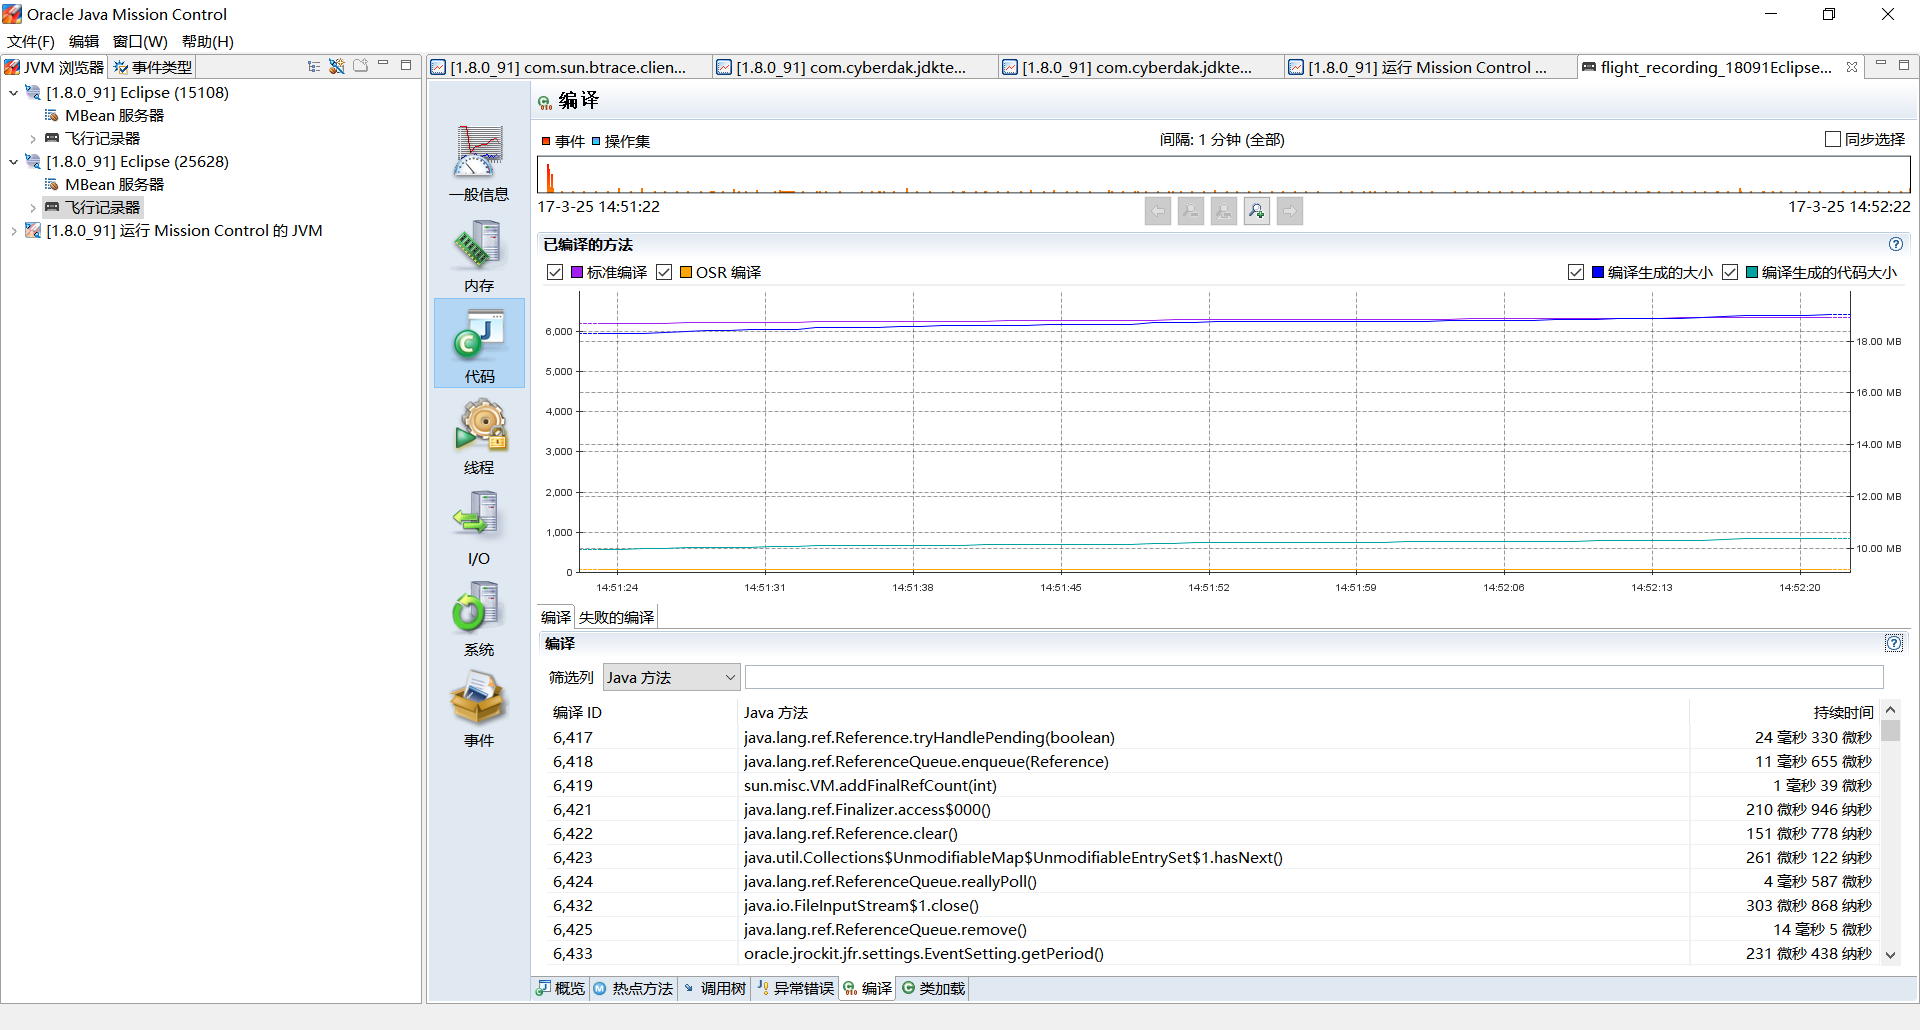 Oracle Java Mission Control
文件(F) 编辑 窗口(W) 帮助(H)
JVM 浏览器 事件类型
[1.8.0_91] Eclipse (15108)
MBean 服务器
飞行记录器
[1.8.0_91] Eclipse (25628)
MBean 服务器
飞行记录器
[1.8.0_91] 运行 Mission Control 的 JVM
[1.8.0_91] com.sun.btrace.clien... [1.8.0_91] com.cyberdak.jdkte... [1.8.0_91] com.cyberdak.jdkte... [1.8.0_91] 运行 Mission Control ... flight_recording_18091Eclipse...
一般信息
内存
代码
线程
I/O
系统
事件
编译
事件 操作集 间隔: 1 分钟 (全部) 同步选择
17-3-25 14:51:22 17-3-25 14:52:22
已编译的方法
标准编译 OSR 编译 编译生成的大小 编译生成的代码大小
6,000
5,000
4,000
3,000
2,000
1,000
0
18.00 MB
16.00 MB
14.00 MB
12.00 MB
10.00 MB
14:51:24 14:51:31 14:51:38 14:51:45 14:51:52 14:51:59 14:52:06 14:52:13 14:52:20
编译 失败的编译
编译
筛选列 Java 方法
编译 ID Java 方法 持续时间
6,417 java.lang.ref.Reference.tryHandlePending(boolean) 24 毫秒 330 微秒
6,418 java.lang.ref.ReferenceQueue.enqueue(Reference) 11 毫秒 655 微秒
6,419 sun.misc.VM.addFinalRefCount(int) 1 毫秒 39 微秒
6,421 java.lang.ref.Finalizer.access$000() 210 微秒 946 纳秒
6,422 java.lang.ref.Reference.clear() 151 微秒 778 纳秒
6,423 java.util.Collections$UnmodifiableMap$UnmodifiableEntrySet$1.hasNext() 261 微秒 122 纳秒
6,424 java.lang.ref.ReferenceQueue.reallyPoll() 4 毫秒 587 微秒
6,432 java.io.FileInputStream$1.close() 303 微秒 868 纳秒
6,425 java.lang.ref.ReferenceQueue.remove() 14 毫秒 5 微秒
6,433 oracle.jrockit.jfr.settings.EventSetting.getPeriod() 231 微秒 438 纳秒
概览 热点方法 调用树 异常错误 编译 类加载